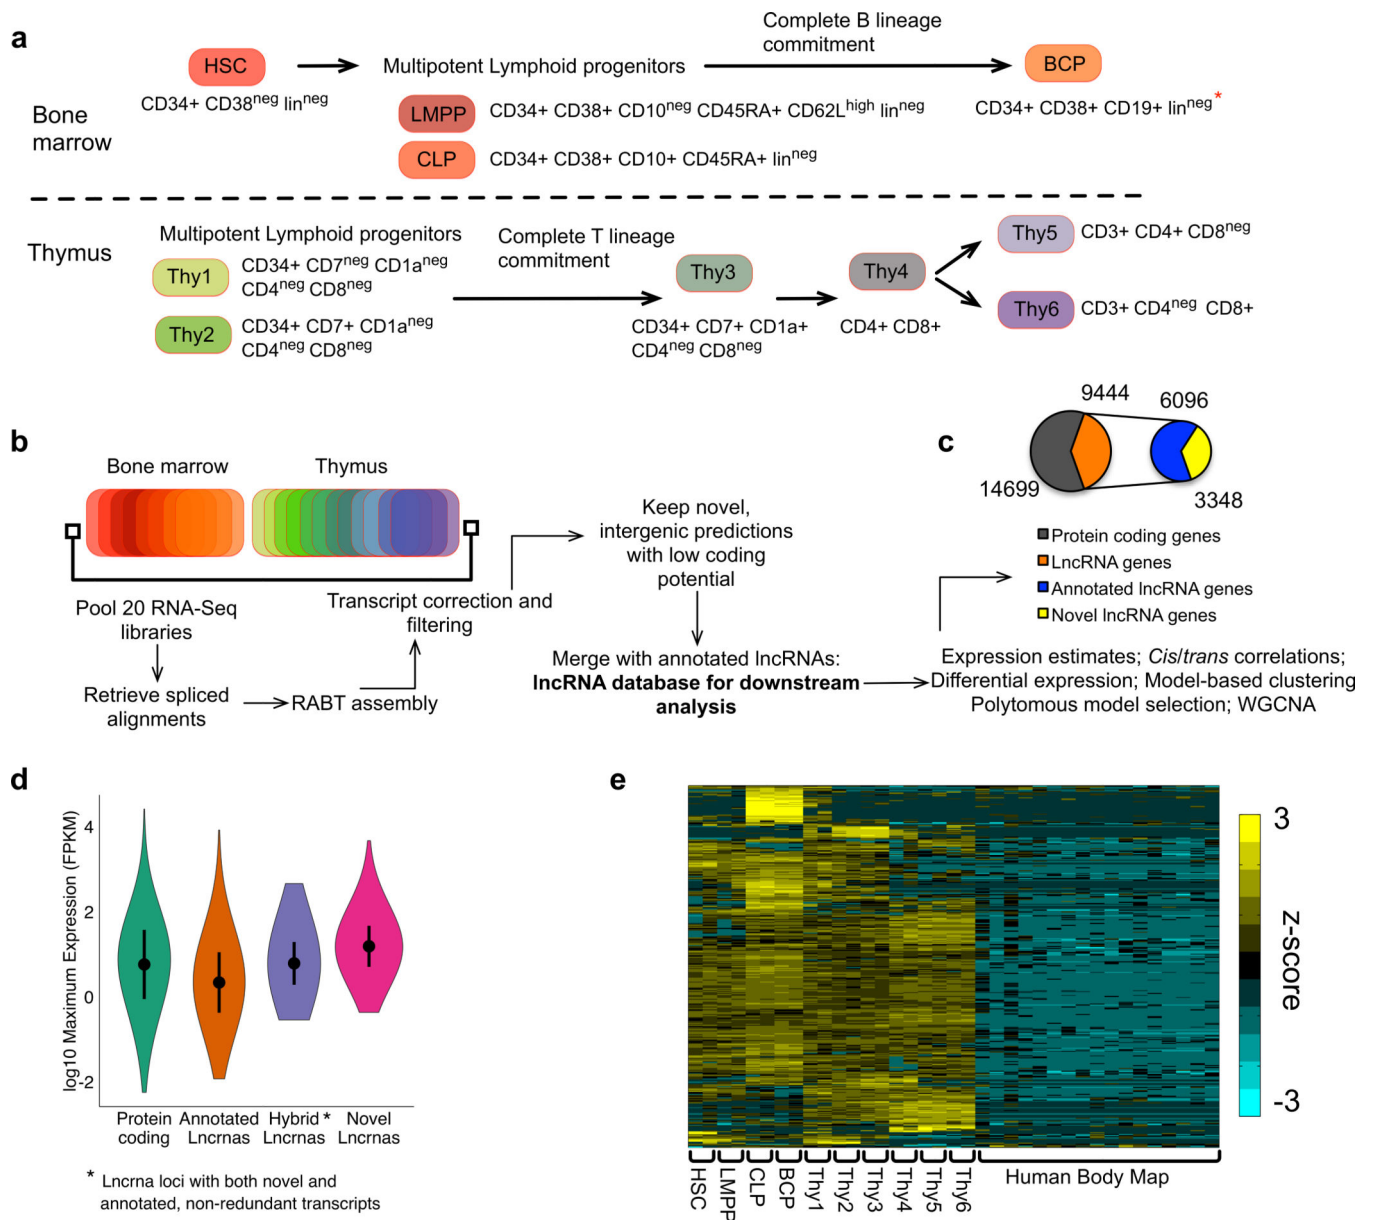 a
Complete B lineage
commitment
HSC
Multipotent Lymphoid progenitors
BCP
CD34+ CD38neg linneg
Bone
marrow
LMPP
CD34+ CD38+ CD10neg CD45RA+ CD62Lhigh linneg
CD34+ CD38+ CD19+ linneg*
CLP
CD34+ CD38+ CD10+ CD45RA+ linneg
Thymus
Multipotent Lymphoid progenitors
Thy1
CD34+ CD7neg CD1aneg
CD4neg CD8neg
Thy2
CD34+ CD7+ CD1aneg
CD4neg CD8neg
Complete T lineage
commitment
Thy3
CD34+ CD7+ CD1a+
CD4neg CD8neg
Thy4
CD4+ CD8+
Thy5
CD3+ CD4+ CD8neg
Thy6
CD3+ CD4neg CD8+
b
Bone marrow
Thymus
Pool 20 RNA-Seq
libraries
Retrieve spliced
alignments
RABT assembly
Transcript correction and
filtering
Keep novel,
intergenic predictions
with low coding
potential
Merge with annotated lncRNAs:
lncRNA database for downstream
analysis
Expression estimates; Cis/trans correlations;
Differential expression; Model-based clustering
Polytomous model selection; WGCNA
c
9444
6096
14699
3348
Protein coding genes
LncRNA genes
Annotated lncRNA genes
Novel lncRNA genes
d
log10 Maximum Expression (FPKM)
4
2
0
-2
Protein
coding
Annotated
Lncrnas
Hybrid *
Lncrnas
Novel
Lncrnas
* Lncrna loci with both novel and
annotated, non-redundant transcripts
e
3
z-score
-3
HSC
LMPP
CLP
BCP
Thy1
Thy2
Thy3
Thy4
Thy5
Thy6
Human Body Map